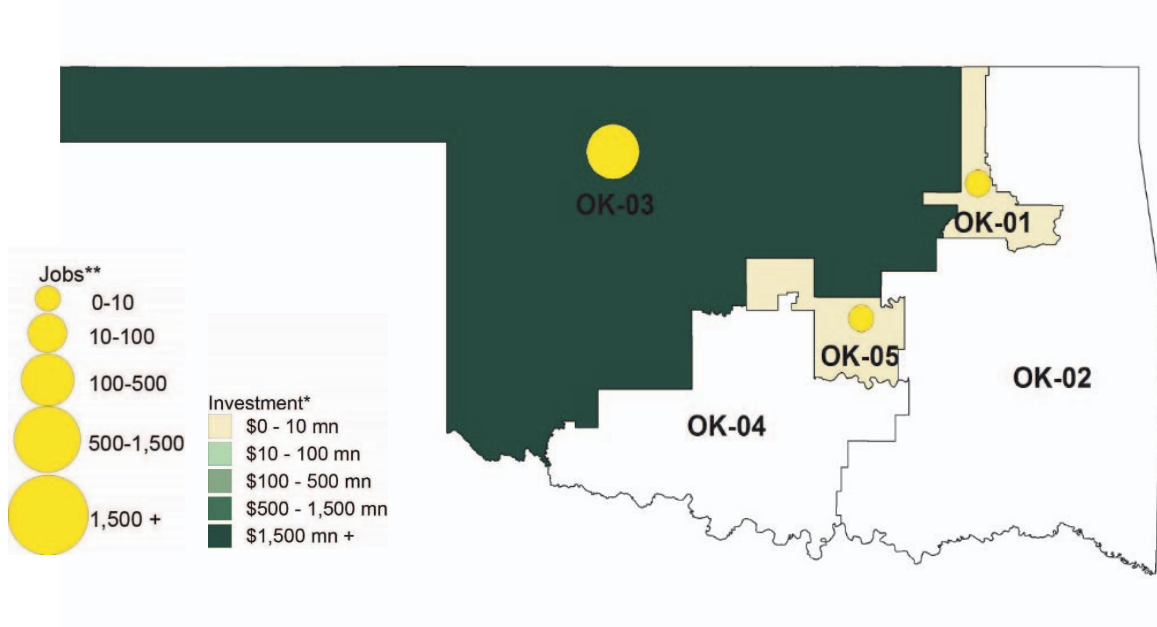 OK-03
OK-01
OK-05
OK-02
OK-04
Jobs**
0-10
10-100
100-500
500-1,500
1,500 +
Investment*
$0 - 10 mn
$10 - 100 mn
$100 - 500 mn
$500 - 1,500 mn
$1,500 mn +